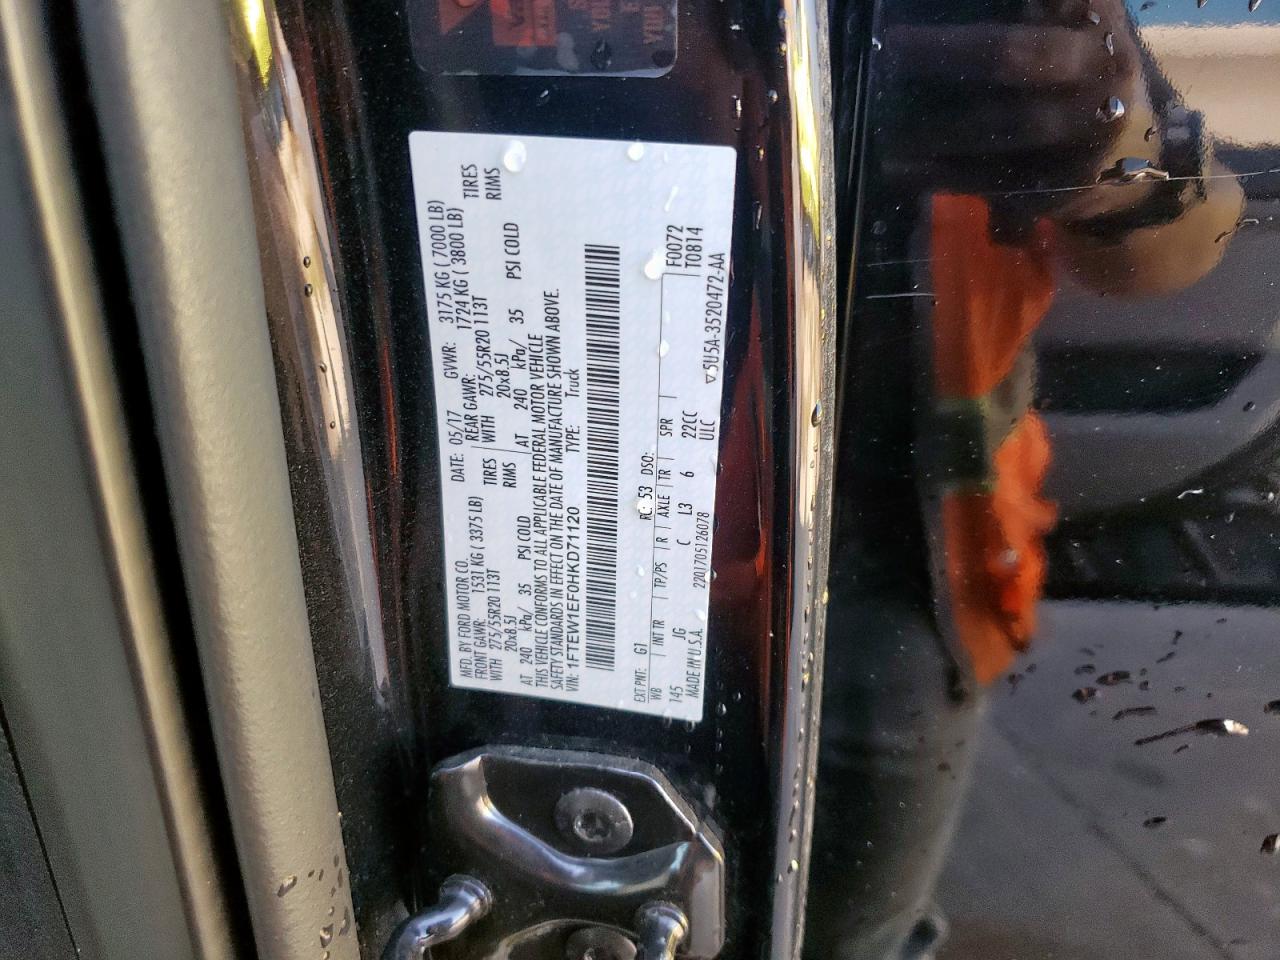 MFD. BY FORD MOTOR CO.
DATE: 05/17 GVWR: 3175 KG ( 7000 LB)
FRONT GAWR: 1531 KG ( 3375 LB) REAR GAWR: 1724 KG ( 3800 LB)
WITH 275/55R20 113T TIRES WITH 275/55R20 113T TIRES
20x8.5J RIMS 20x8.5J RIMS
AT 240 kPa/ 35 PSI COLD AT 240 kPa/ 35 PSI COLD
THIS VEHICLE CONFORMS TO ALL APPLICABLE FEDERAL MOTOR VEHICLE
SAFETY STANDARDS IN EFFECT ON THE DATE OF MANUFACTURE SHOWN ABOVE.
VIN: 1FTEW1EF0HKD71120 TYPE: Truck
EXT PNT: G1 RC: 53 DSO: F0072
WB INT TR TP/PS R AXLE TR SPR T0814
145 JG C L3 6 22CC
MADE IN U.S.A. 2201705126078 ULC ▽5U5A-3520472-AA